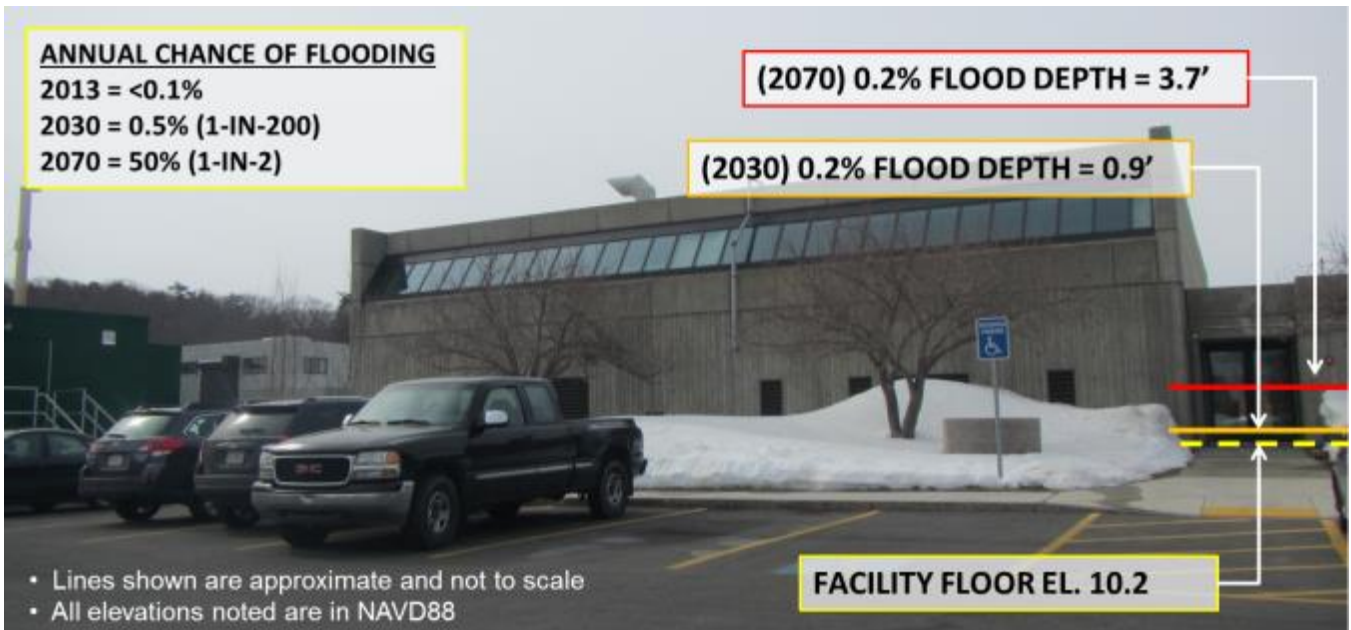 ANNUAL CHANCE OF FLOODING
2013 = <0.1%
2030 = 0.5% (1-IN-200)
2070 = 50% (1-IN-2)
(2070) 0.2% FLOOD DEPTH = 3.7’
(2030) 0.2% FLOOD DEPTH = 0.9’
GMC
FACILITY FLOOR EL. 10.2
• Lines shown are approximate and not to scale
• All elevations noted are in NAVD88